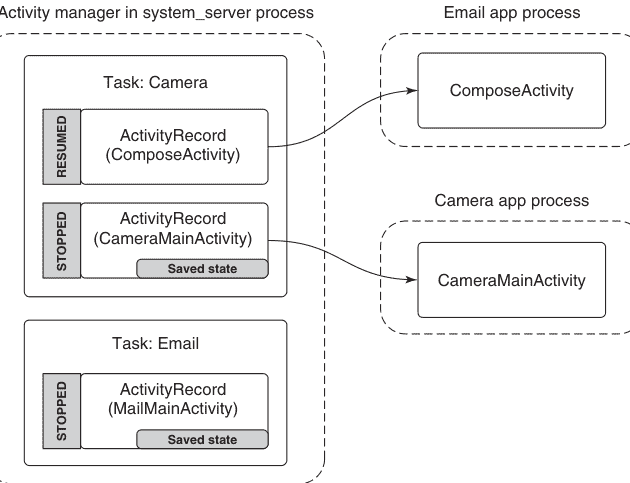 Activity manager in system_server process
Task: Camera
RESUMED
ActivityRecord
(ComposeActivity)
STOPPED
ActivityRecord
(CameraMainActivity)
Saved state
Task: Email
STOPPED
ActivityRecord
(MailMainActivity)
Saved state
Email app process
ComposeActivity
Camera app process
CameraMainActivity